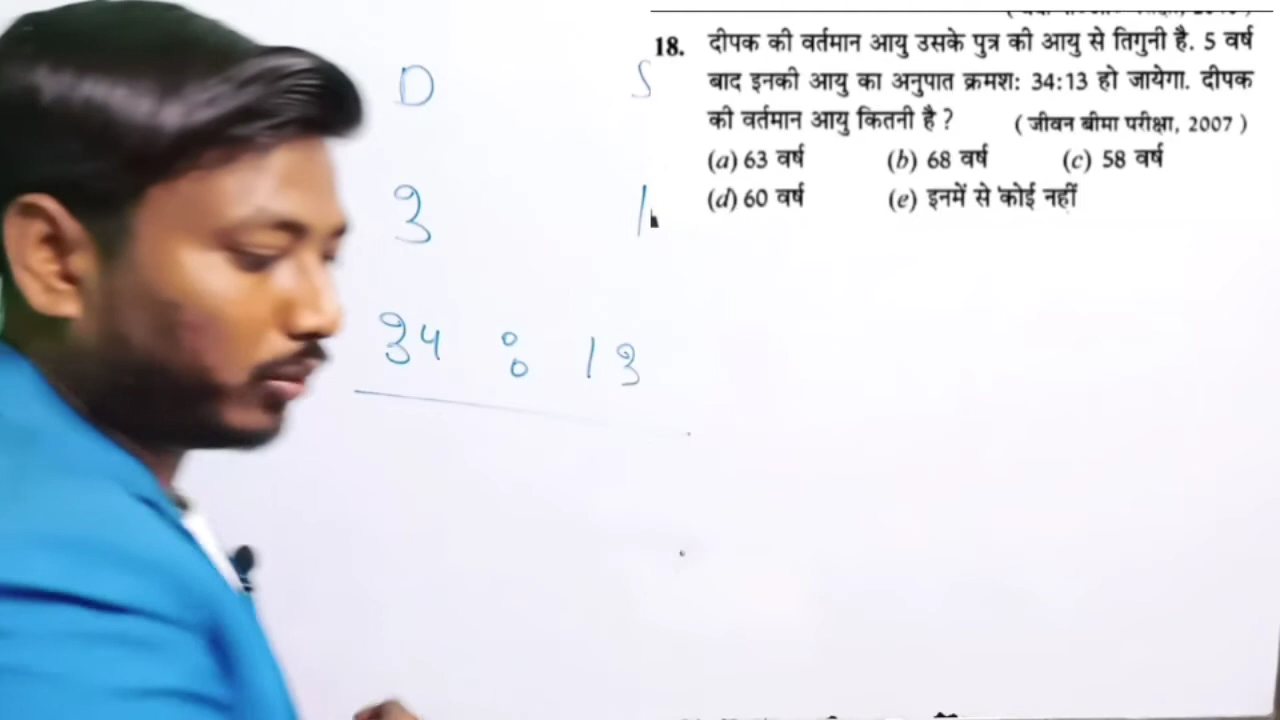 18. दीपक की वर्तमान आयु उसके पुत्र की आयु से तिगुनी है. 5 वर्ष
बाद इनकी आयु का अनुपात क्रमश: 34:13 हो जायेगा. दीपक
की वर्तमान आयु कितनी है ? ( जीवन बीमा परीक्षा, 2007 )
(a) 63 वर्ष (b) 68 वर्ष (c) 58 वर्ष
(d) 60 वर्ष (e) इनमें से कोई नहीं
D S
3 1
34 : 13